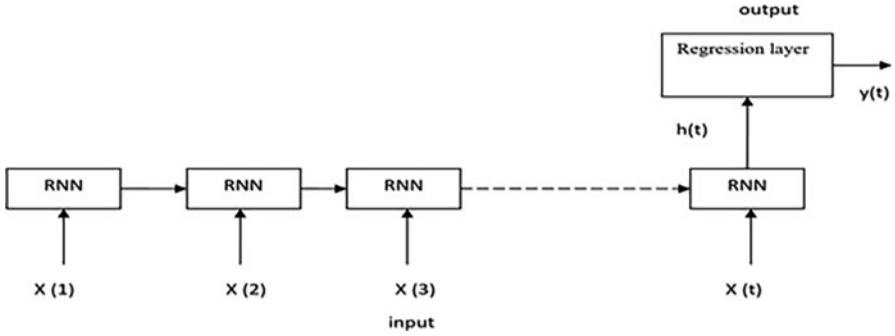 output
Regression layer
y(t)
h(t)
RNN RNN RNN RNN
X (1) X (2) X (3) X (t)
input